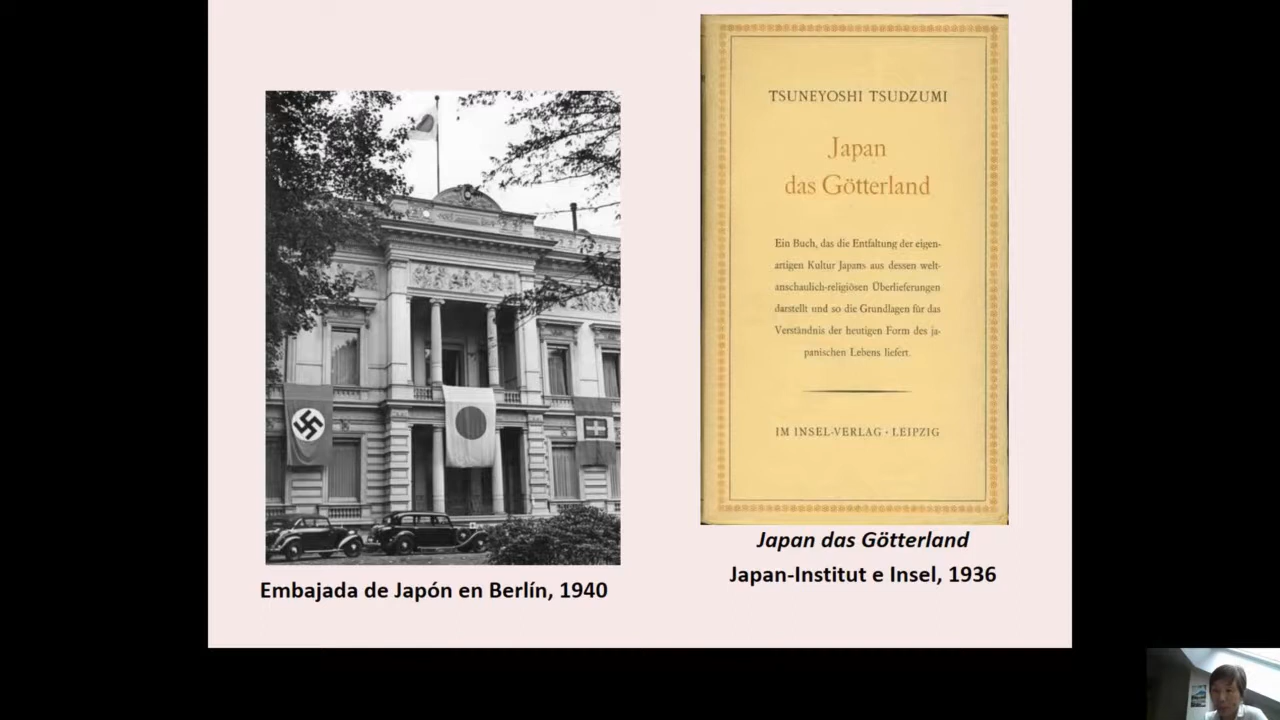 TSUNEYOSHI TSUDZUMI
Japan
das Götterland
Ein Buch, das die Entfaltung der eigen-
artigen Kultur Japans aus dessen welt-
anschaulich-religiösen Überlieferungen
darstellt und so die Grundlagen für das
Verständnis der heutigen Form des ja-
panischen Lebens liefert.
IM INSEL-VERLAG • LEIPZIG
Japan das Götterland
Japan-Institut e Insel, 1936
Embajada de Japón en Berlín, 1940